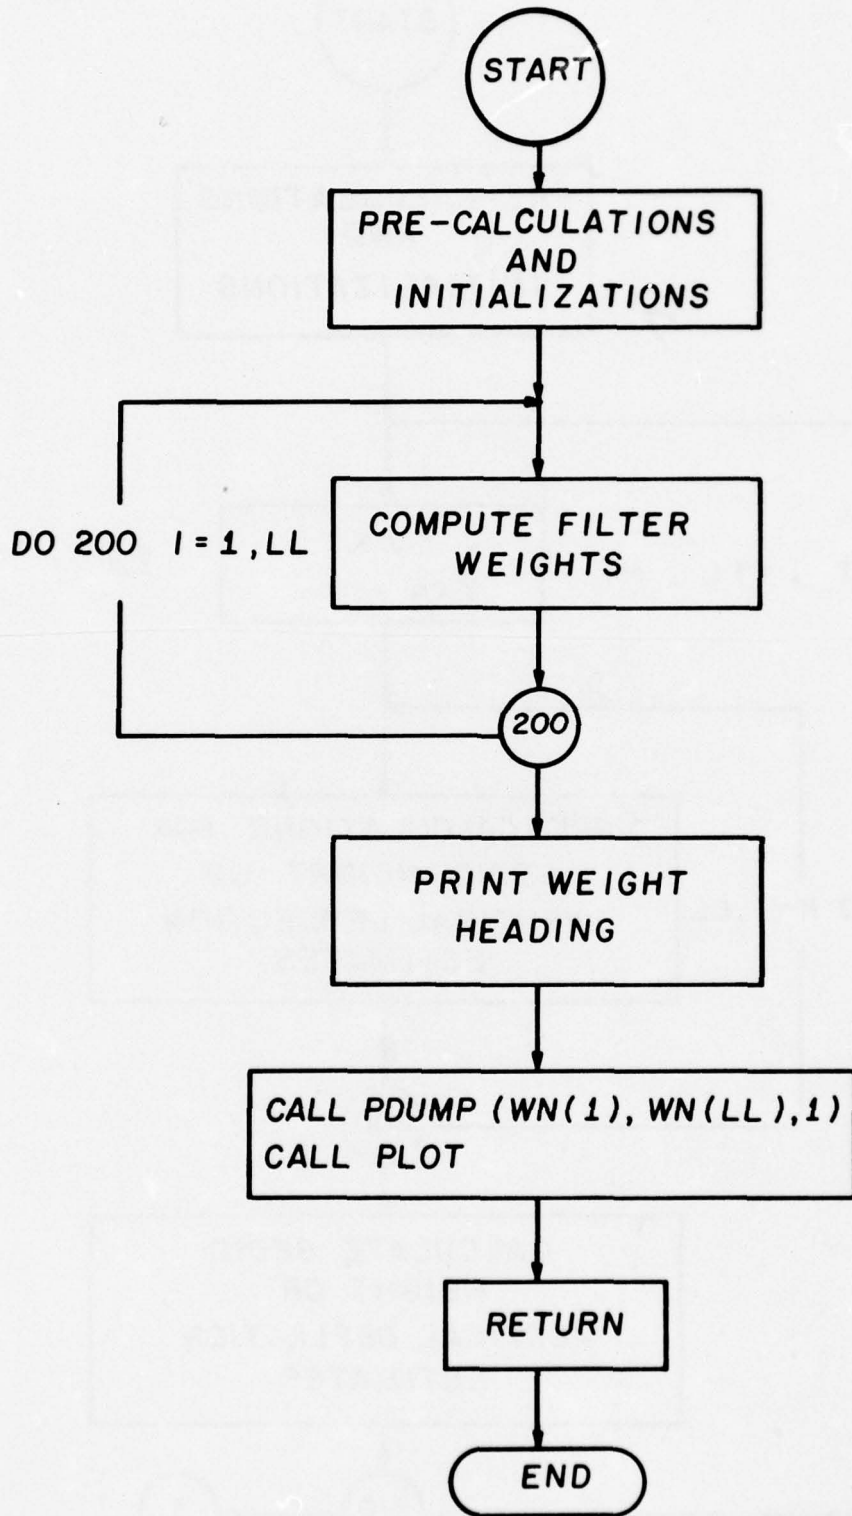 START
PRE-CALCULATIONS
AND
INITIALIZATIONS
DO 200 I = 1, LL
COMPUTE FILTER
WEIGHTS
200
PRINT WEIGHT
HEADING
CALL PDUMP (WN(1), WN(LL),1)
CALL PLOT
RETURN
END